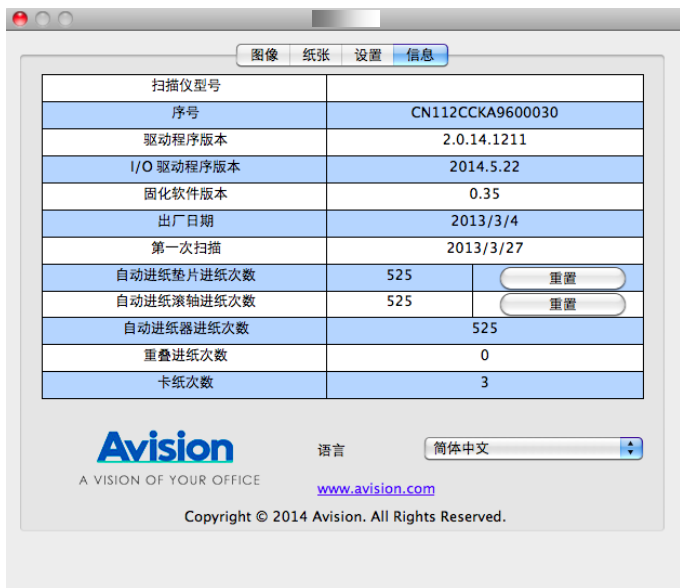 图像 纸张 设置 信息
扫描仪型号
序号 CN112CCKA9600030
驱动程序版本 2.0.14.1211
I/O 驱动程序版本 2014.5.22
固化软件版本 0.35
出厂日期 2013/3/4
第一次扫描 2013/3/27
自动进纸垫片进纸次数 525 重置
自动进纸滚轴进纸次数 525 重置
自动进纸器进纸次数 525
重叠进纸次数 0
卡纸次数 3
Avision
A VISION OF YOUR OFFICE
语言 简体中文
www.avision.com
Copyright © 2014 Avision. All Rights Reserved.